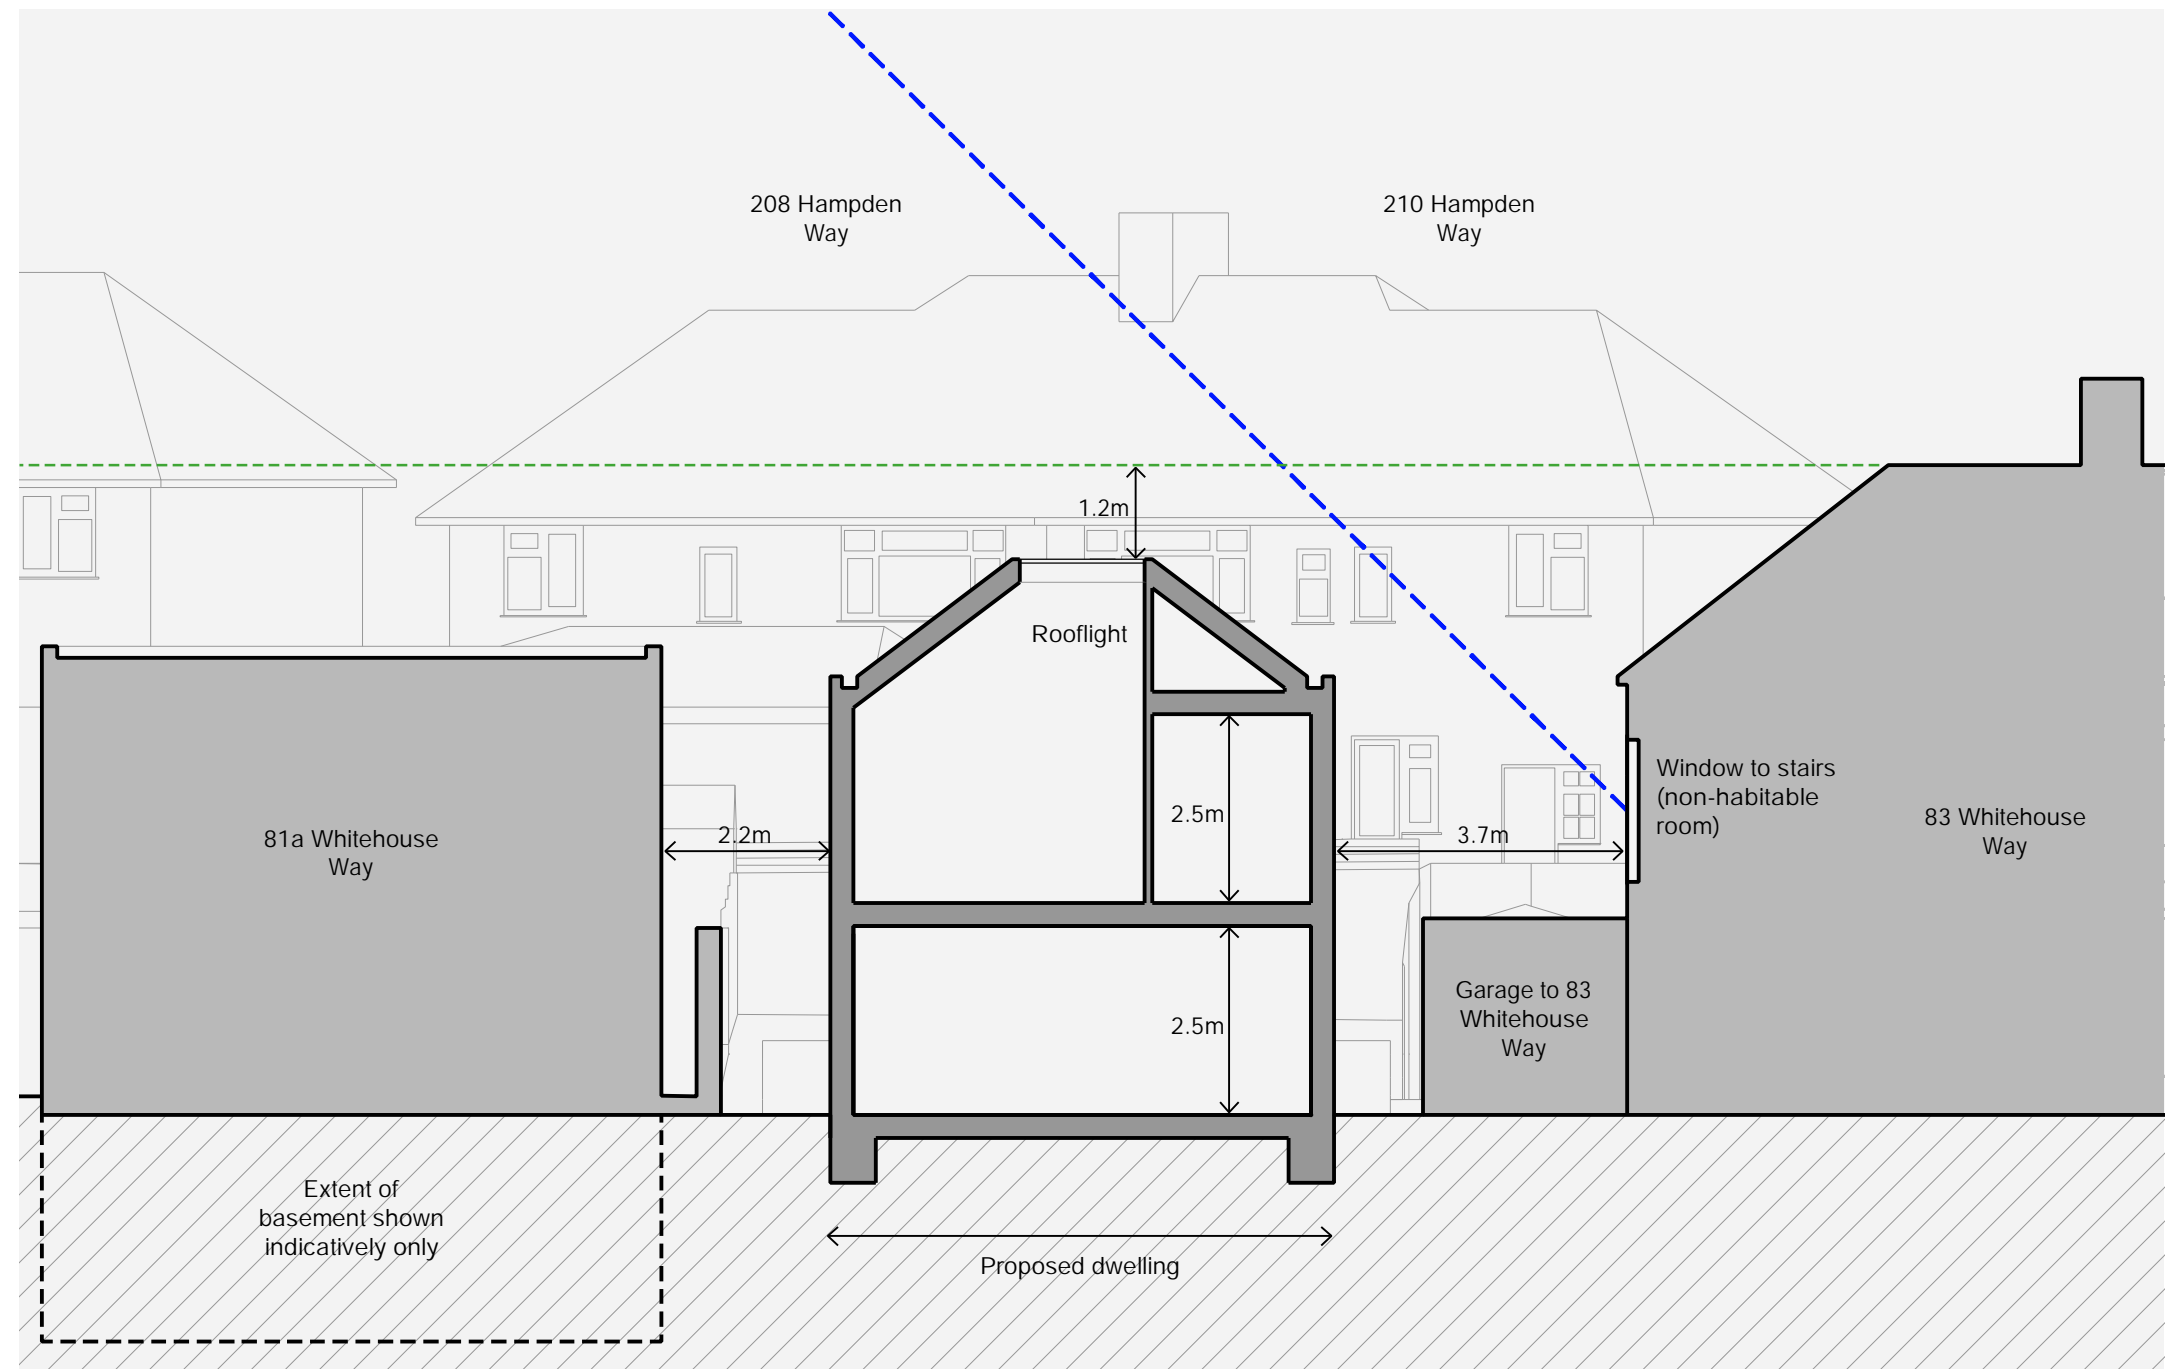 208 Hampden
Way
210 Hampden
Way
1.2m
Rooflight
81a Whitehouse
Way
2.2m
2.5m
3.7m
Window to stairs
(non-habitable
room)
83 Whitehouse
Way
2.5m
Garage to 83
Whitehouse
Way
Extent of
basement shown
indicatively only
Proposed dwelling